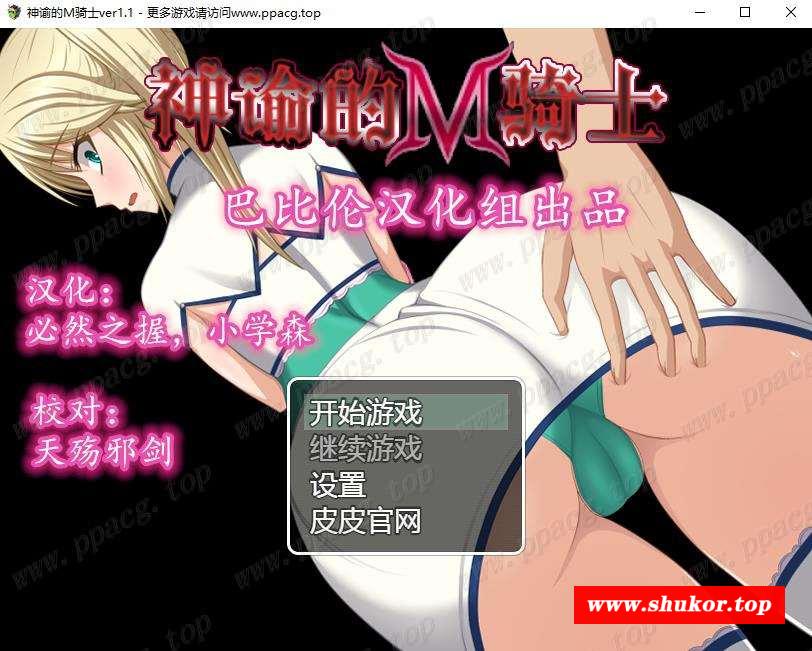 神谕的M骑士ver1.1 - 更多游戏请访问www.ppacg.top
神谕的M骑士
巴比伦汉化组出品
汉化：
必然之握，小学森
校对：
天殇邪剑
开始游戏
继续游戏
设置
皮皮官网
www.ppacg.top
www.shukor.top